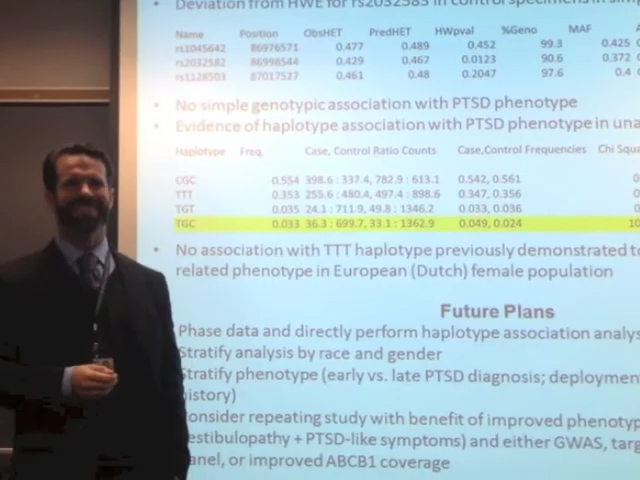 Deviation from HWE for rs2032583 in control specimens in
Name Position ObsHET PredHET HWpval %Geno MAF
rs1045642 86976571 0.477 0.489 0.452 99.3 0.425
rs2032582 86998544 0.429 0.467 0.0123 90.6 0.372
rs1128503 87017527 0.461 0.48 0.2047 97.6 0.4
No simple genotypic association with PTSD phenotype
Evidence of haplotype association with PTSD phenotype in una
Haplotype Freq. Case, Control Ratio Counts Case,Control Frequencies Chi Squa
CGC 0.554 398.6 : 337.4, 782.9 : 613.1 0.542, 0.561
TTT 0.353 255.6 : 480.4, 497.4 : 898.6 0.347, 0.356
TGT 0.035 24.1 : 711.9, 49.8 : 1346.2 0.033, 0.036
TGC 0.033 36.3 : 699.7, 33.1 : 1362.9 0.049, 0.024 10
No association with TTT haplotype previously demonstrated to
related phenotype in European (Dutch) female population
Future Plans
Phase data and directly perform haplotype association analys
Stratify analysis by race and gender
Stratify phenotype (early vs. late PTSD diagnosis; deploymen
history)
Consider repeating study with benefit of improved phenotyp
vestibulopathy + PTSD-like symptoms) and either GWAS, targ
anel, or improved ABCB1 coverage